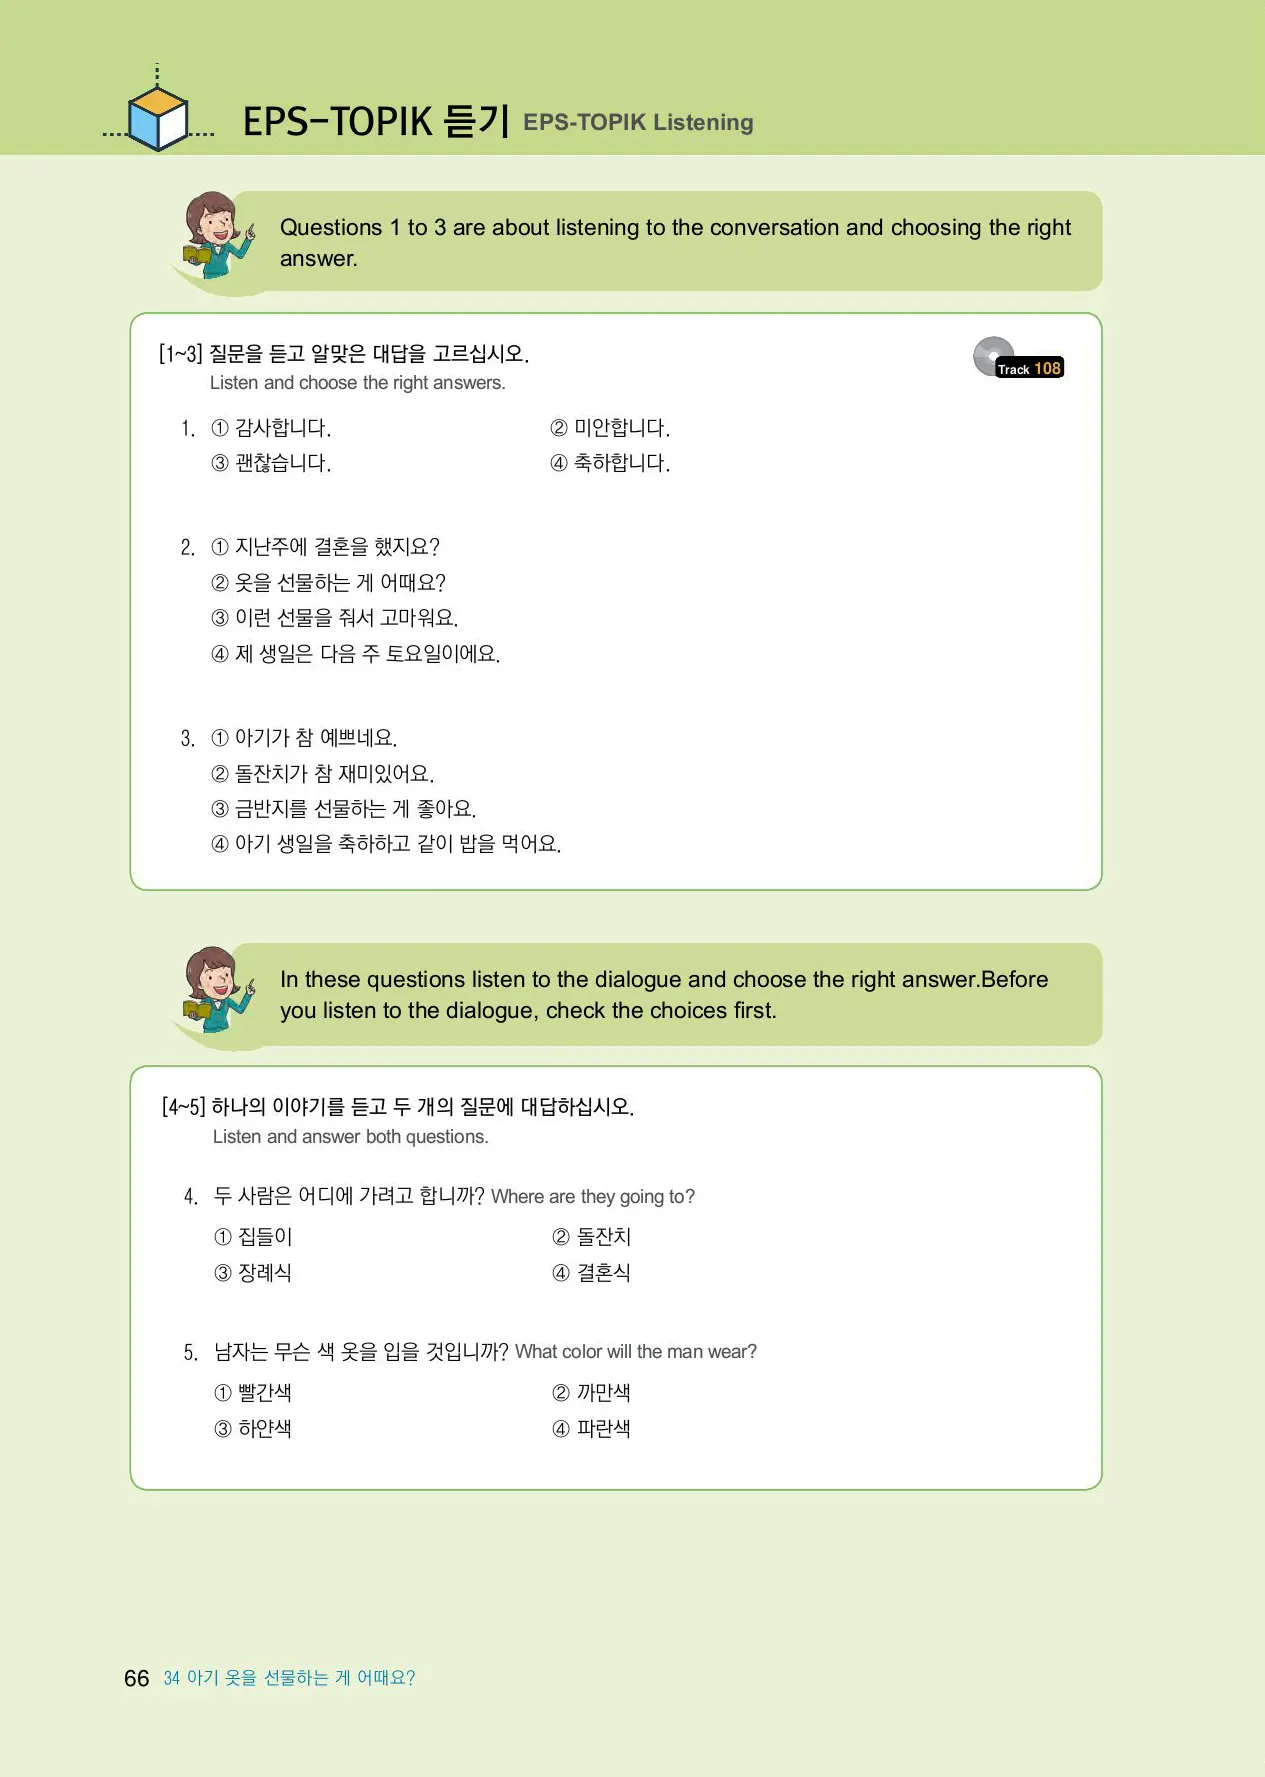 EPS-TOPIK 듣기 EPS-TOPIK Listening
Questions 1 to 3 are about listening to the conversation and choosing the right
answer.
[1~3] 질문을 듣고 알맞은 대답을 고르십시오.
Listen and choose the right answers.
Track 108
1. ① 감사합니다. ② 미안합니다.
③ 괜찮습니다. ④ 축하합니다.
2. ① 지난주에 결혼을 했지요?
② 옷을 선물하는 게 어때요?
③ 이런 선물을 줘서 고마워요.
④ 제 생일은 다음 주 토요일이에요.
3. ① 아기가 참 예쁘네요.
② 돌잔치가 참 재미있어요.
③ 금반지를 선물하는 게 좋아요.
④ 아기 생일을 축하하고 같이 밥을 먹어요.
In these questions listen to the dialogue and choose the right answer.Before
you listen to the dialogue, check the choices first.
[4~5] 하나의 이야기를 듣고 두 개의 질문에 대답하십시오.
Listen and answer both questions.
4. 두 사람은 어디에 가려고 합니까? Where are they going to?
① 집들이 ② 돌잔치
③ 장례식 ④ 결혼식
5. 남자는 무슨 색 옷을 입을 것입니까? What color will the man wear?
① 빨간색 ② 까만색
③ 하얀색 ④ 파란색
66 34 아기 옷을 선물하는 게 어때요?